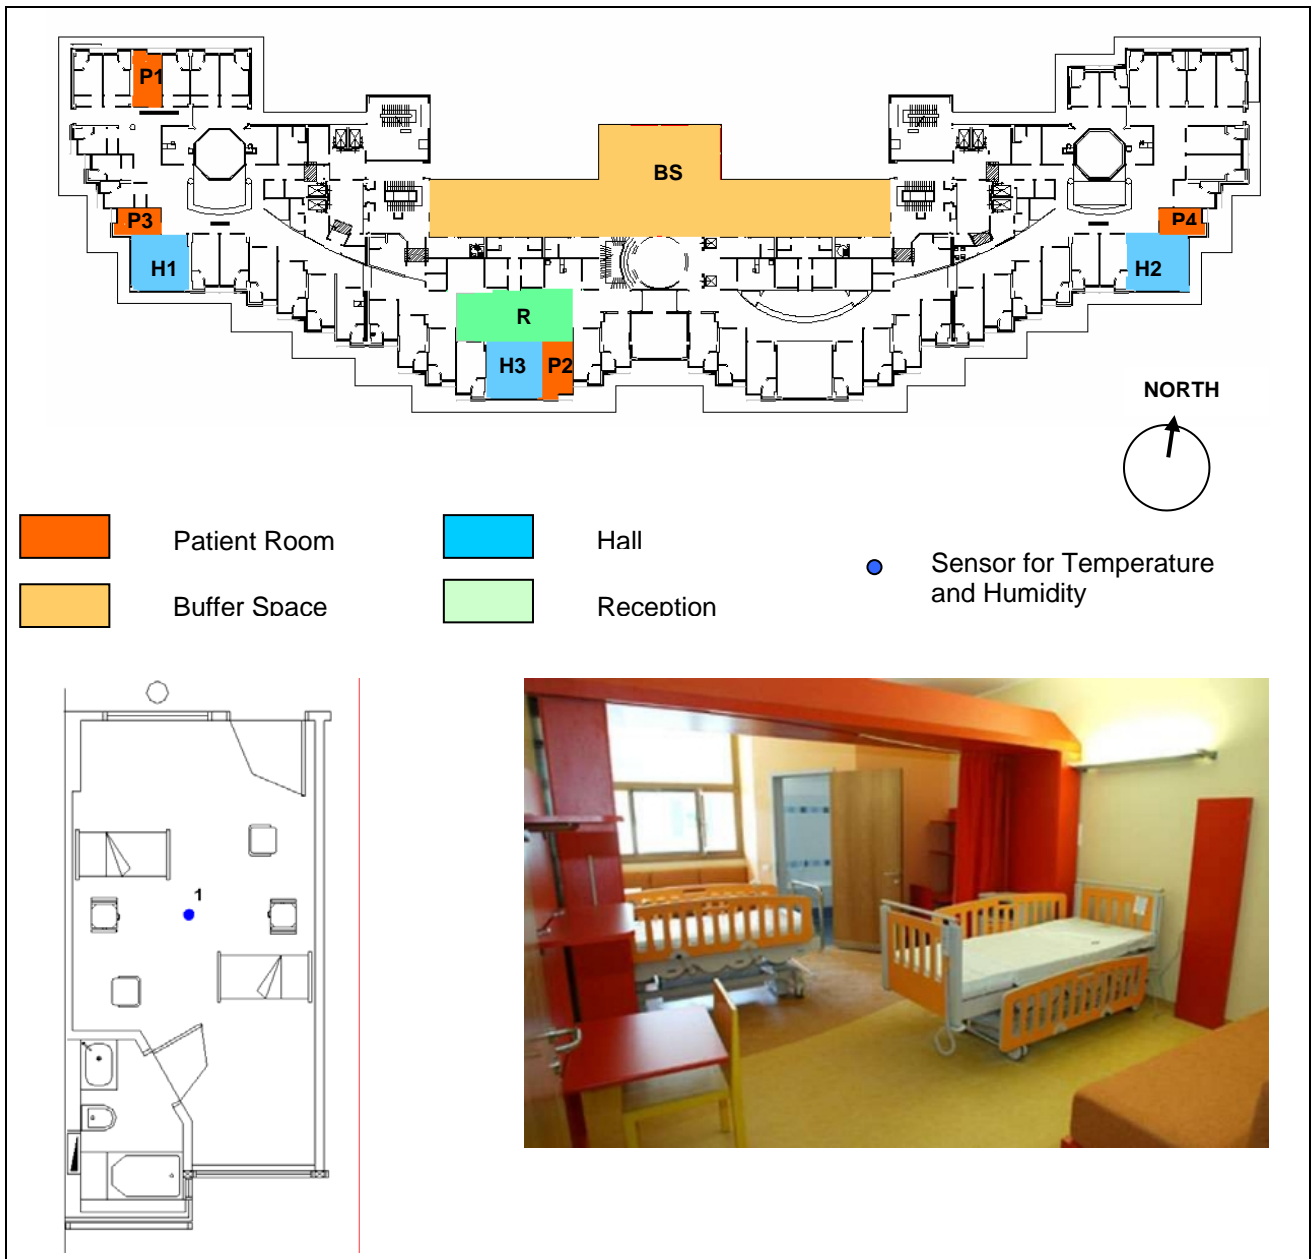 P1
BS
P3
P4
H1
H2
R
H3
P2
NORTH
Patient Room
Hall
Sensor for Temperature
and Humidity
Buffer Space
Reception
1